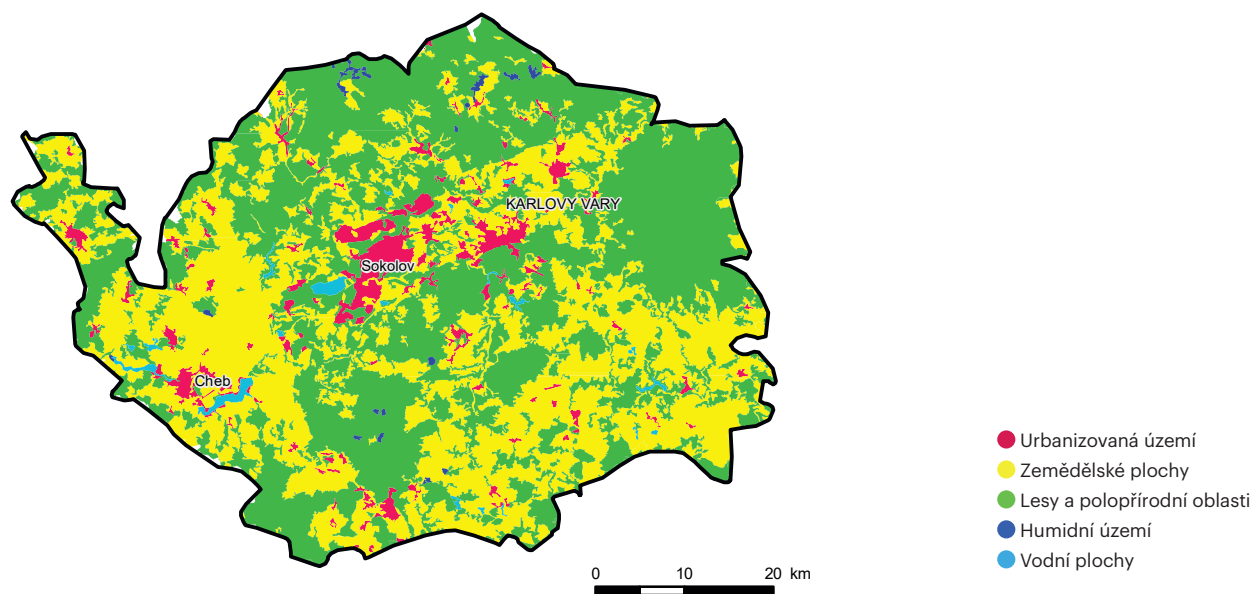 KARLOVY VARY
Sokolov
Cheb
Urbanizovaná území
Zemědělské plochy
Lesy a polopřírodní oblasti
Humidní území
Vodní plochy
0 10 20 km